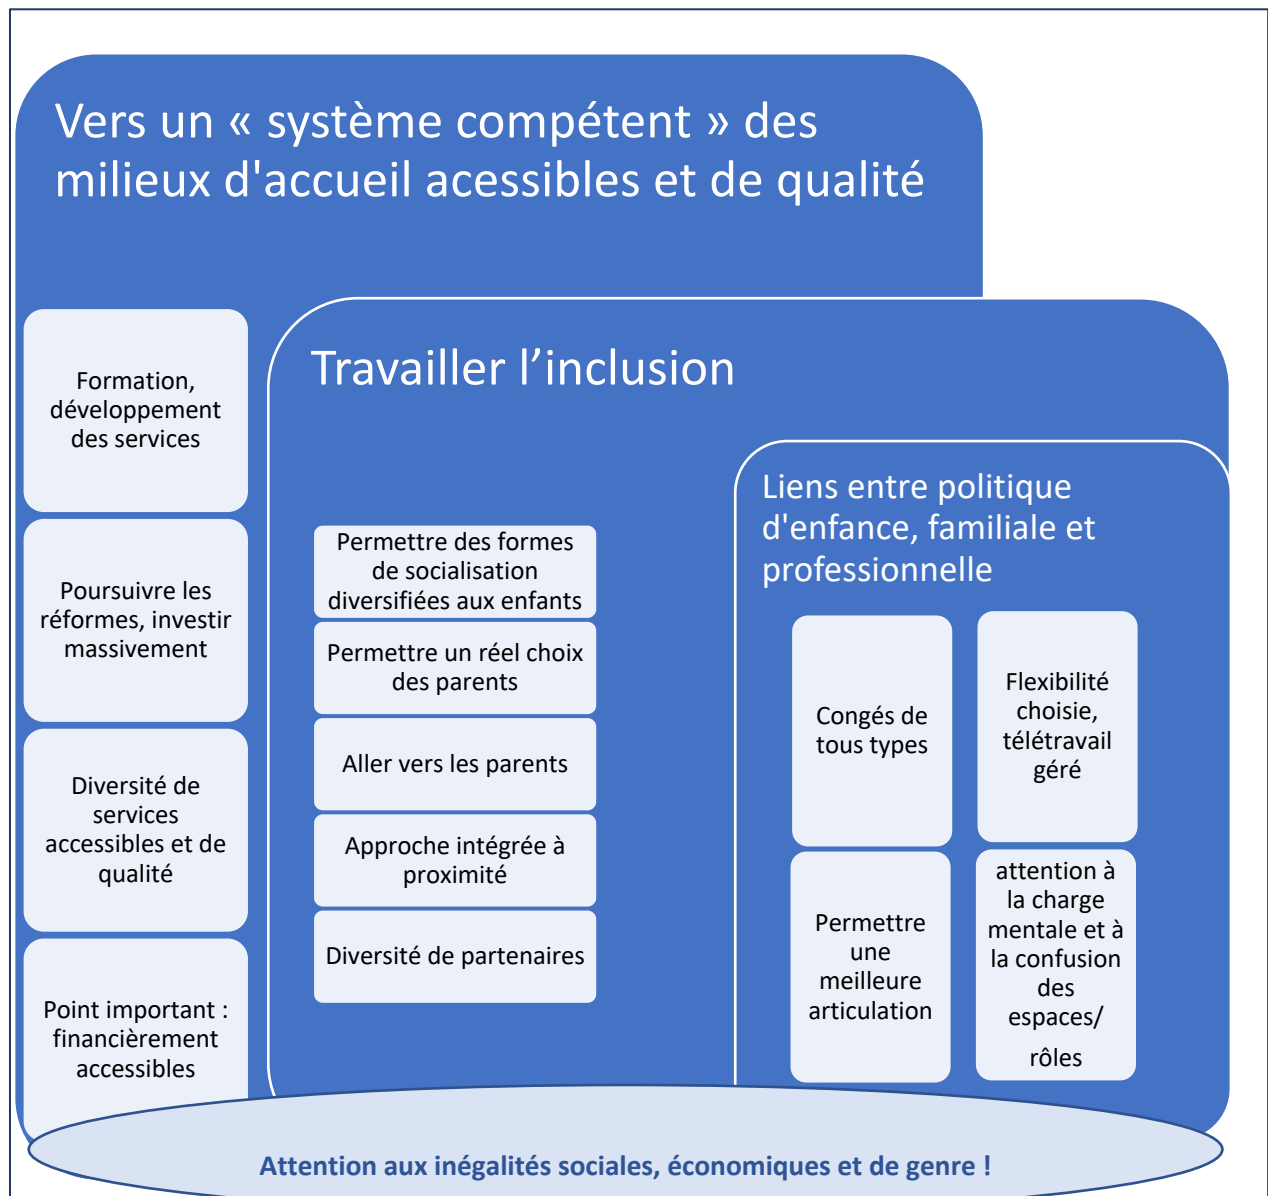 Vers un « système compétent » des
milieux d'accueil acessibles et de qualité
Formation,
développement
des services
Poursuivre les
réformes, investir
massivement
Diversité de
services
accessibles et de
qualité
Point important :
financièrement
accessibles
Travailler l’inclusion
Permettre des formes
de socialisation
diversifiées aux enfants
Permettre un réel choix
des parents
Aller vers les parents
Approche intégrée à
proximité
Diversité de partenaires
Liens entre politique
d'enfance, familiale et
professionnelle
Congés de
tous types
Flexibilité
choisie,
télétravail
géré
Permettre
une
meilleure
articulation
attention à
la charge
mentale et à
la confusion
des
espaces/
rôles
Attention aux inégalités sociales, économiques et de genre !